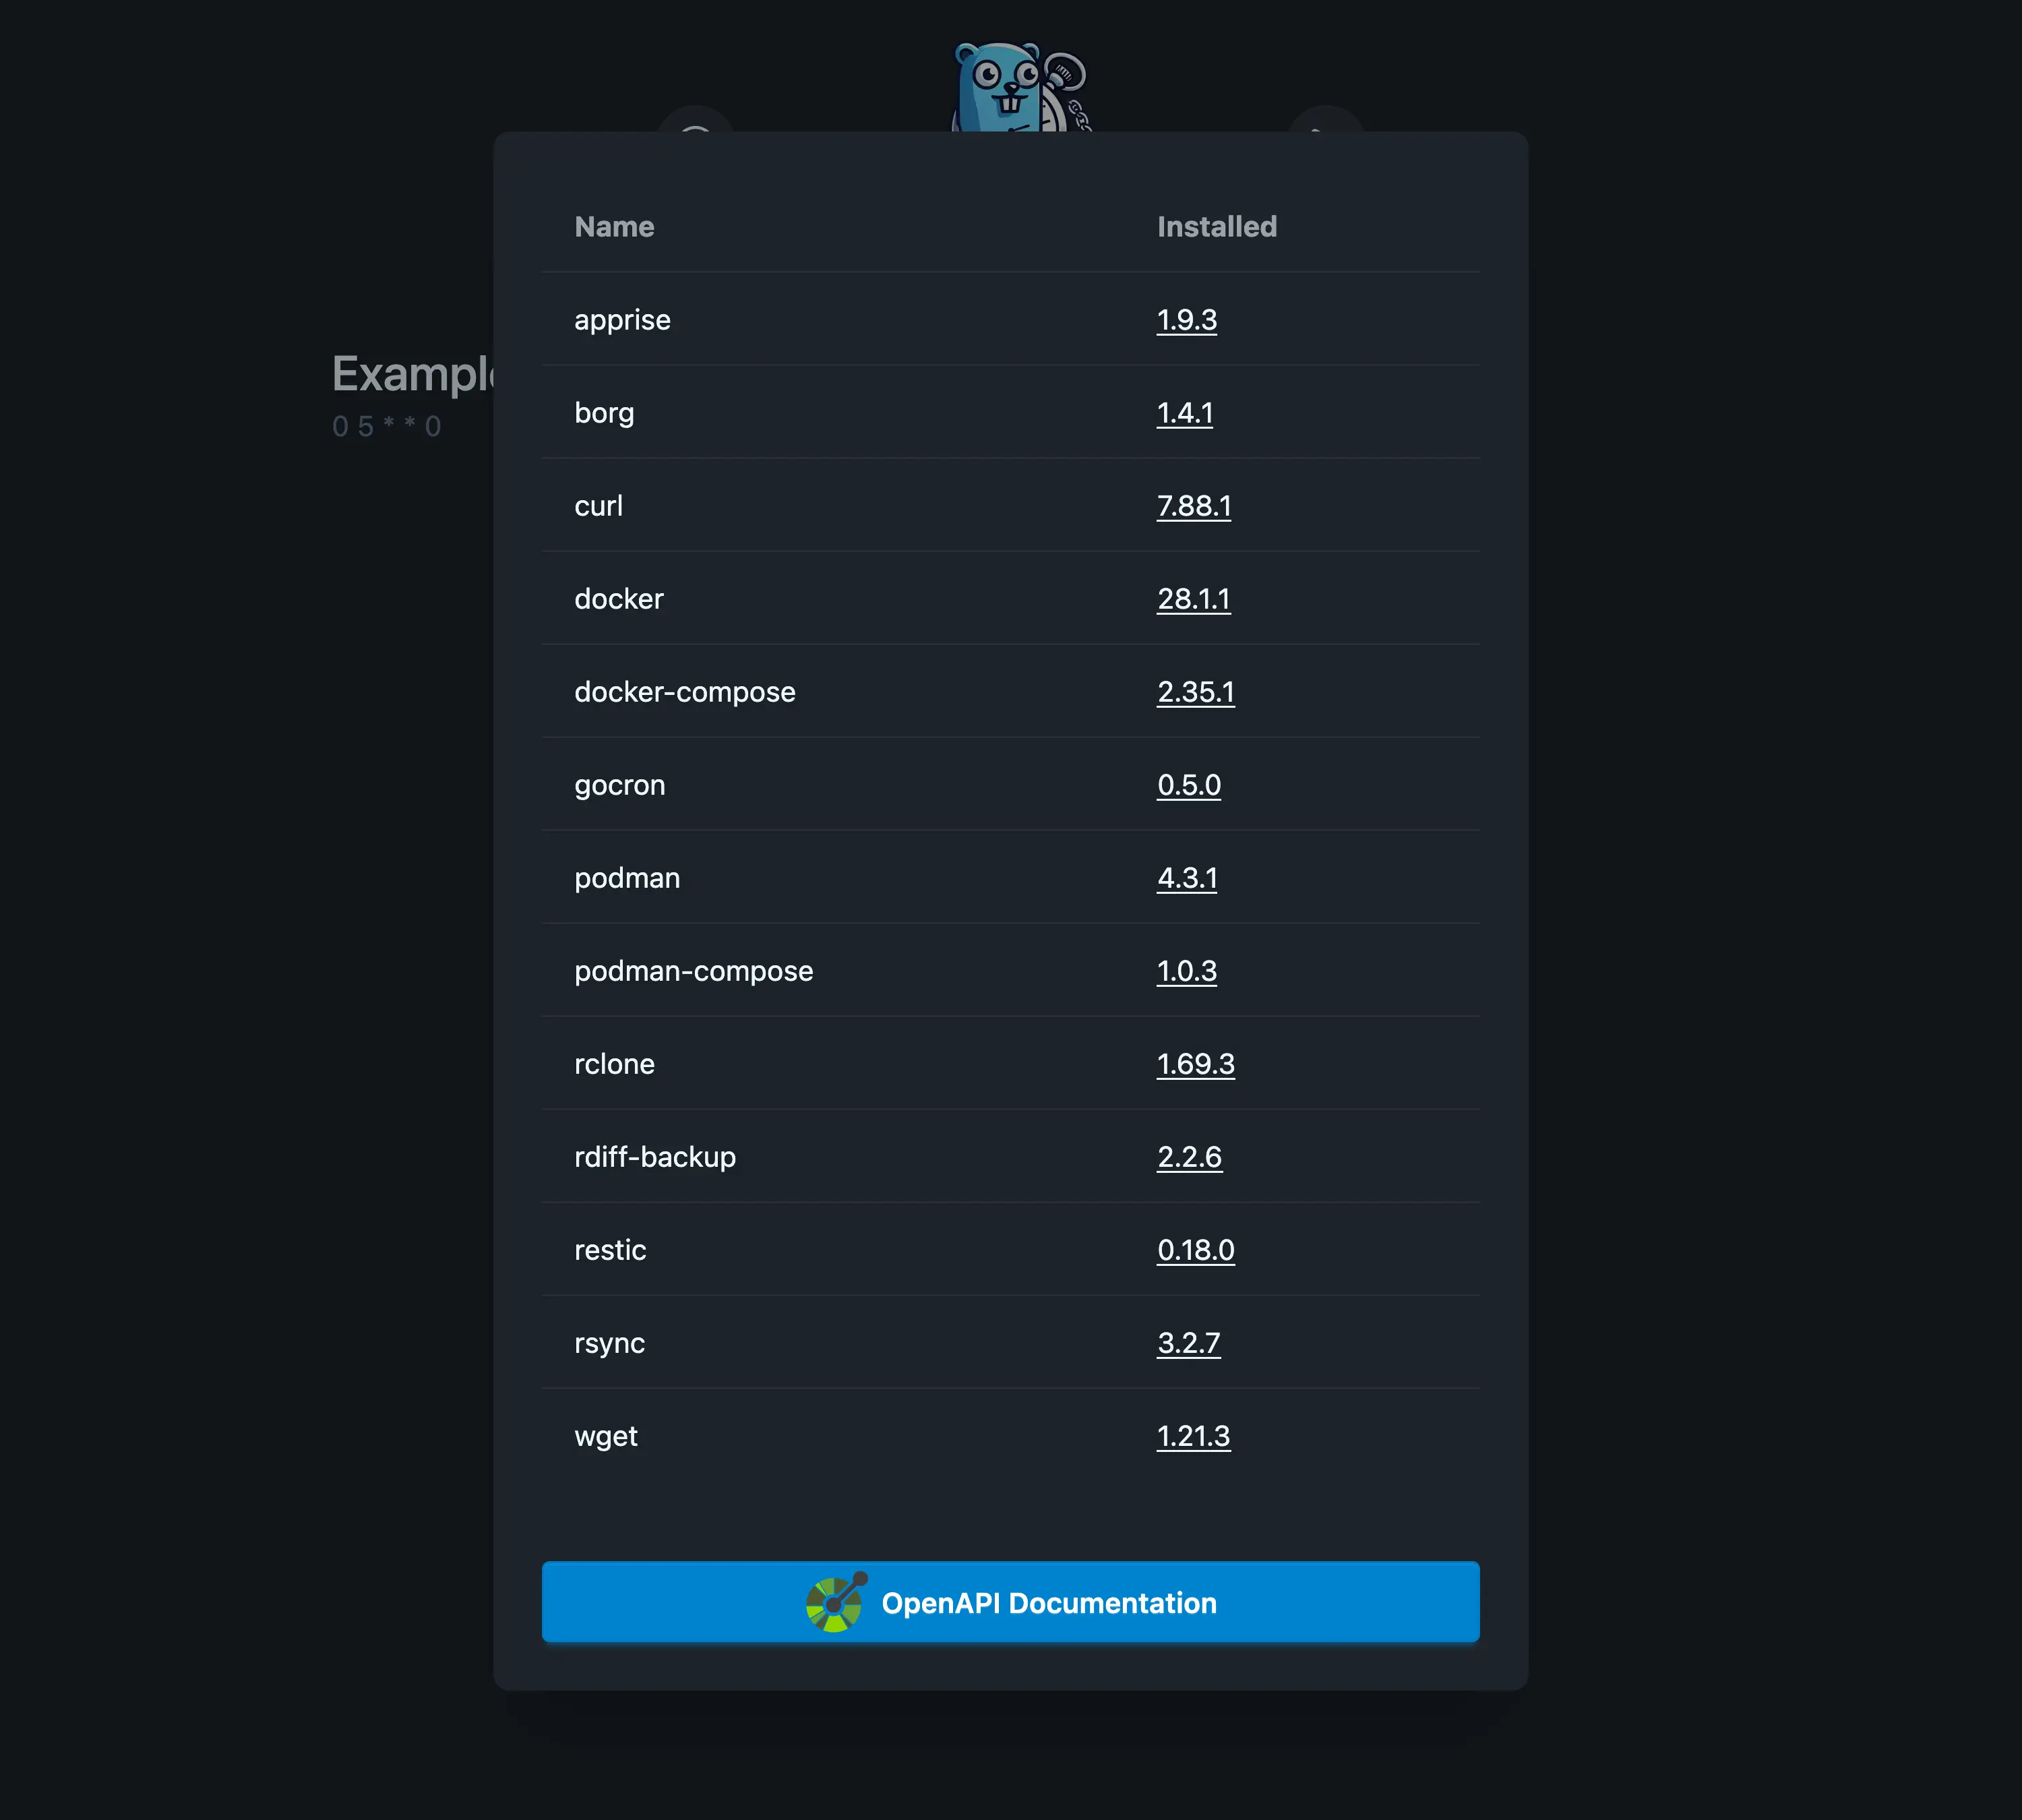 Name Installed
apprise 1.9.3
Example
0 5 * * 0
borg 1.4.1
curl 7.88.1
docker 28.1.1
docker-compose 2.35.1
gocron 0.5.0
podman 4.3.1
podman-compose 1.0.3
rclone 1.69.3
rdiff-backup 2.2.6
restic 0.18.0
rsync 3.2.7
wget 1.21.3
OpenAPI Documentation